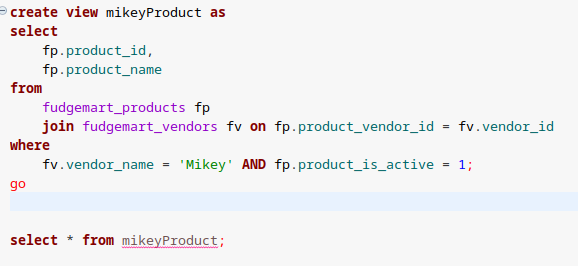 create view mikeyProduct as
select
fp.product_id,
fp.product_name
from
fudgemart_products fp
join fudgemart_vendors fv on fp.product_vendor_id = fv.vendor_id
where
fv.vendor_name = 'Mikey' AND fp.product_is_active = 1;
go
select * from mikeyProduct;